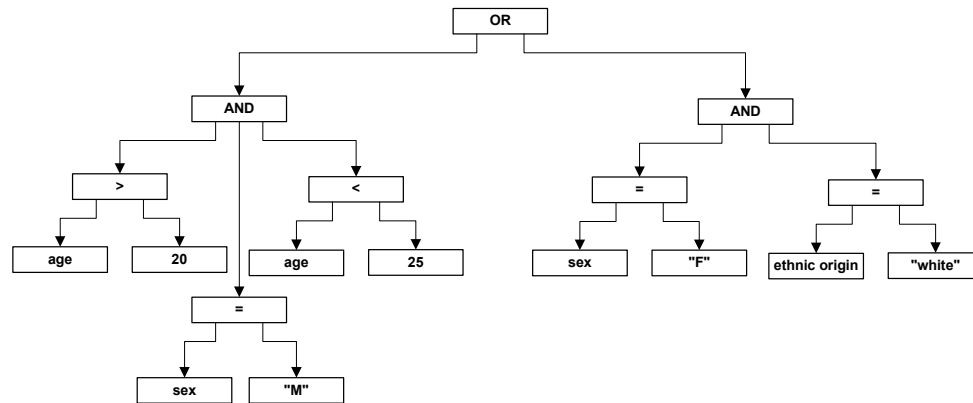 OR
AND
AND
>
<
=
=
age
20
age
25
sex
"F"
ethnic origin
"white"
=
sex
"M"